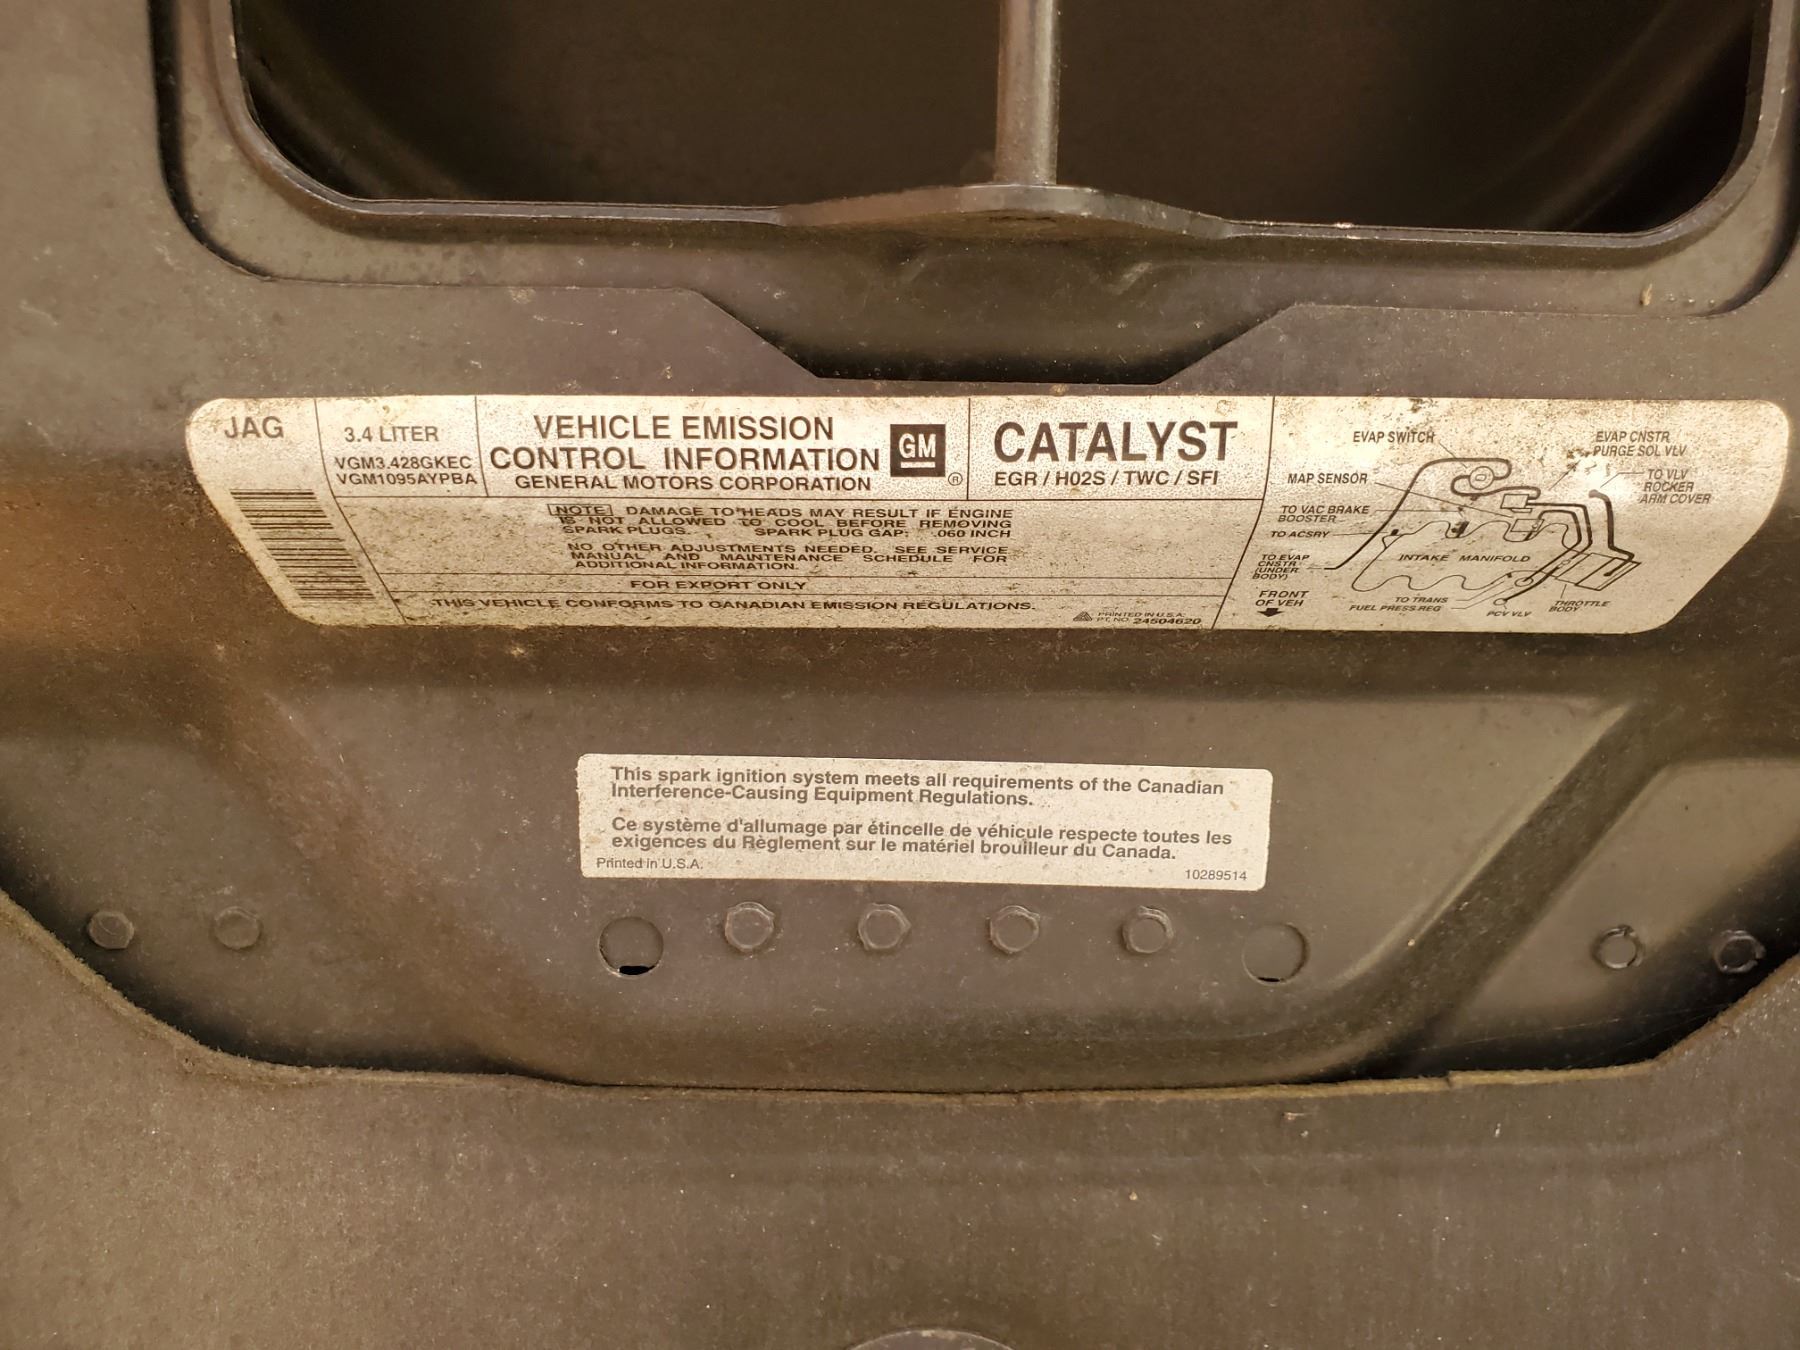 JAG
3.4 LITER
VGM3.428GKEC
VGM1095AYPBA
VEHICLE EMISSION
CONTROL INFORMATION
GENERAL MOTORS CORPORATION
GM
®
CATALYST
EGR / H02S / TWC / SFI
NOTE DAMAGE TO HEADS MAY RESULT IF ENGINE
IS NOT ALLOWED TO COOL BEFORE REMOVING
SPARK PLUGS. SPARK PLUG GAP: .060 INCH
NO OTHER ADJUSTMENTS NEEDED. SEE SERVICE
MANUAL AND MAINTENANCE SCHEDULE FOR
ADDITIONAL INFORMATION.
FOR EXPORT ONLY
THIS VEHICLE CONFORMS TO CANADIAN EMISSION REGULATIONS.
PRINTED IN U.S.A.
PT. NO. 24504620
EVAP SWITCH
EVAP CNSTR
PURGE SOL VLV
MAP SENSOR
TO VLV
ROCKER
ARM COVER
TO VAC BRAKE
BOOSTER
TO ACSRY
INTAKE MANIFOLD
TO EVAP
CNSTR
(UNDER
BODY)
FRONT
OF VEH
TO TRANS
FUEL PRESS REG
PCV VLV
THROTTLE
BODY
This spark ignition system meets all requirements of the Canadian
Interference-Causing Equipment Regulations.
Ce système d'allumage par étincelle de véhicule respecte toutes les
exigences du Règlement sur le matériel brouilleur du Canada.
Printed in U.S.A.
10289514